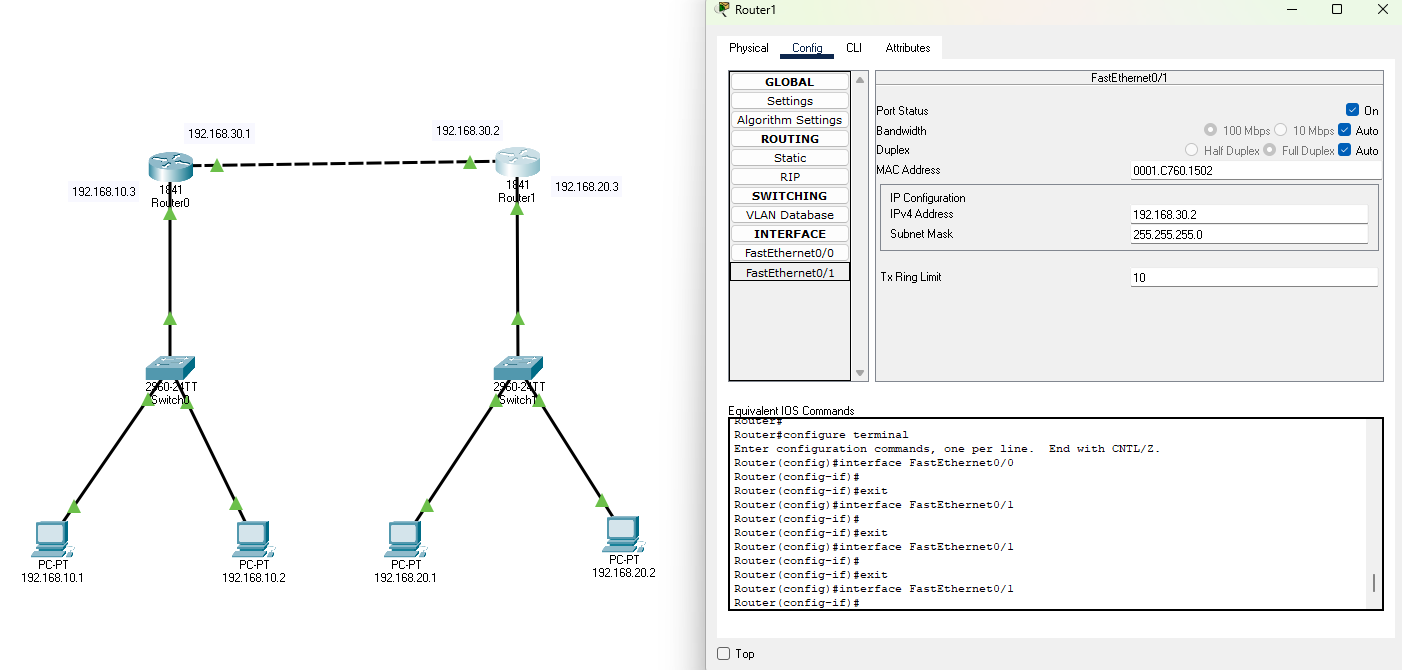 192.168.30.1
192.168.30.2
192.168.10.3
1841
Router0
1841
Router1
192.168.20.3
2960-24TT
Switch0
2960-24TT
Switch1
PC-PT
192.168.10.1
PC-PT
192.168.10.2
PC-PT
192.168.20.1
PC-PT
192.168.20.2
Router1
Physical Config CLI Attributes
GLOBAL
Settings
Algorithm Settings
ROUTING
Static
RIP
SWITCHING
VLAN Database
INTERFACE
FastEthernet0/0
FastEthernet0/1
FastEthernet0/1
Port Status On
Bandwidth 100 Mbps 10 Mbps Auto
Duplex Half Duplex Full Duplex Auto
MAC Address 0001.C760.1502
IP Configuration
IPv4 Address 192.168.30.2
Subnet Mask 255.255.255.0
Tx Ring Limit 10
Equivalent IOS Commands
Router#
Router#configure terminal
Enter configuration commands, one per line. End with CNTL/Z.
Router(config)#interface FastEthernet0/0
Router(config-if)#
Router(config-if)#exit
Router(config)#interface FastEthernet0/1
Router(config-if)#
Router(config-if)#exit
Router(config)#interface FastEthernet0/1
Router(config-if)#
Router(config-if)#exit
Router(config)#interface FastEthernet0/1
Router(config-if)#
Top